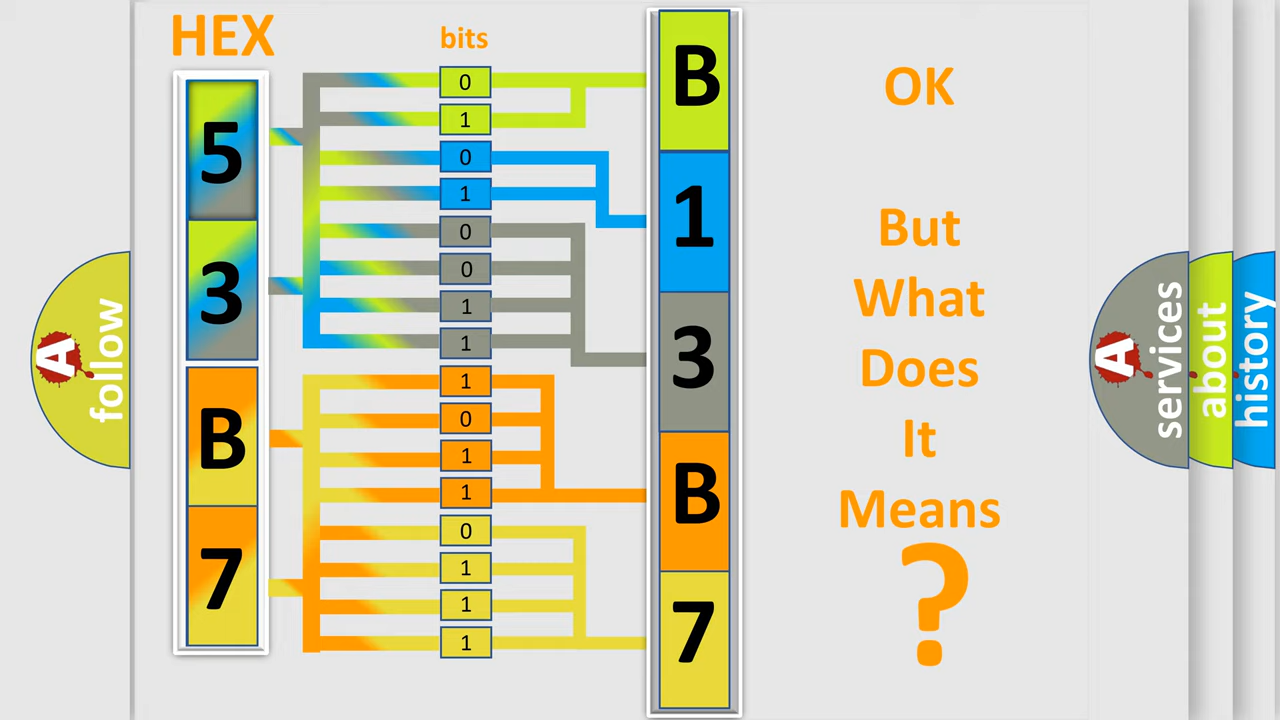 HEX
bits
5
3
B
7
0
1
0
1
0
0
1
1
1
0
1
1
0
1
1
1
B
1
3
B
7
OK
But
What
Does
It
Means
?
A
follow
A
services
about
history